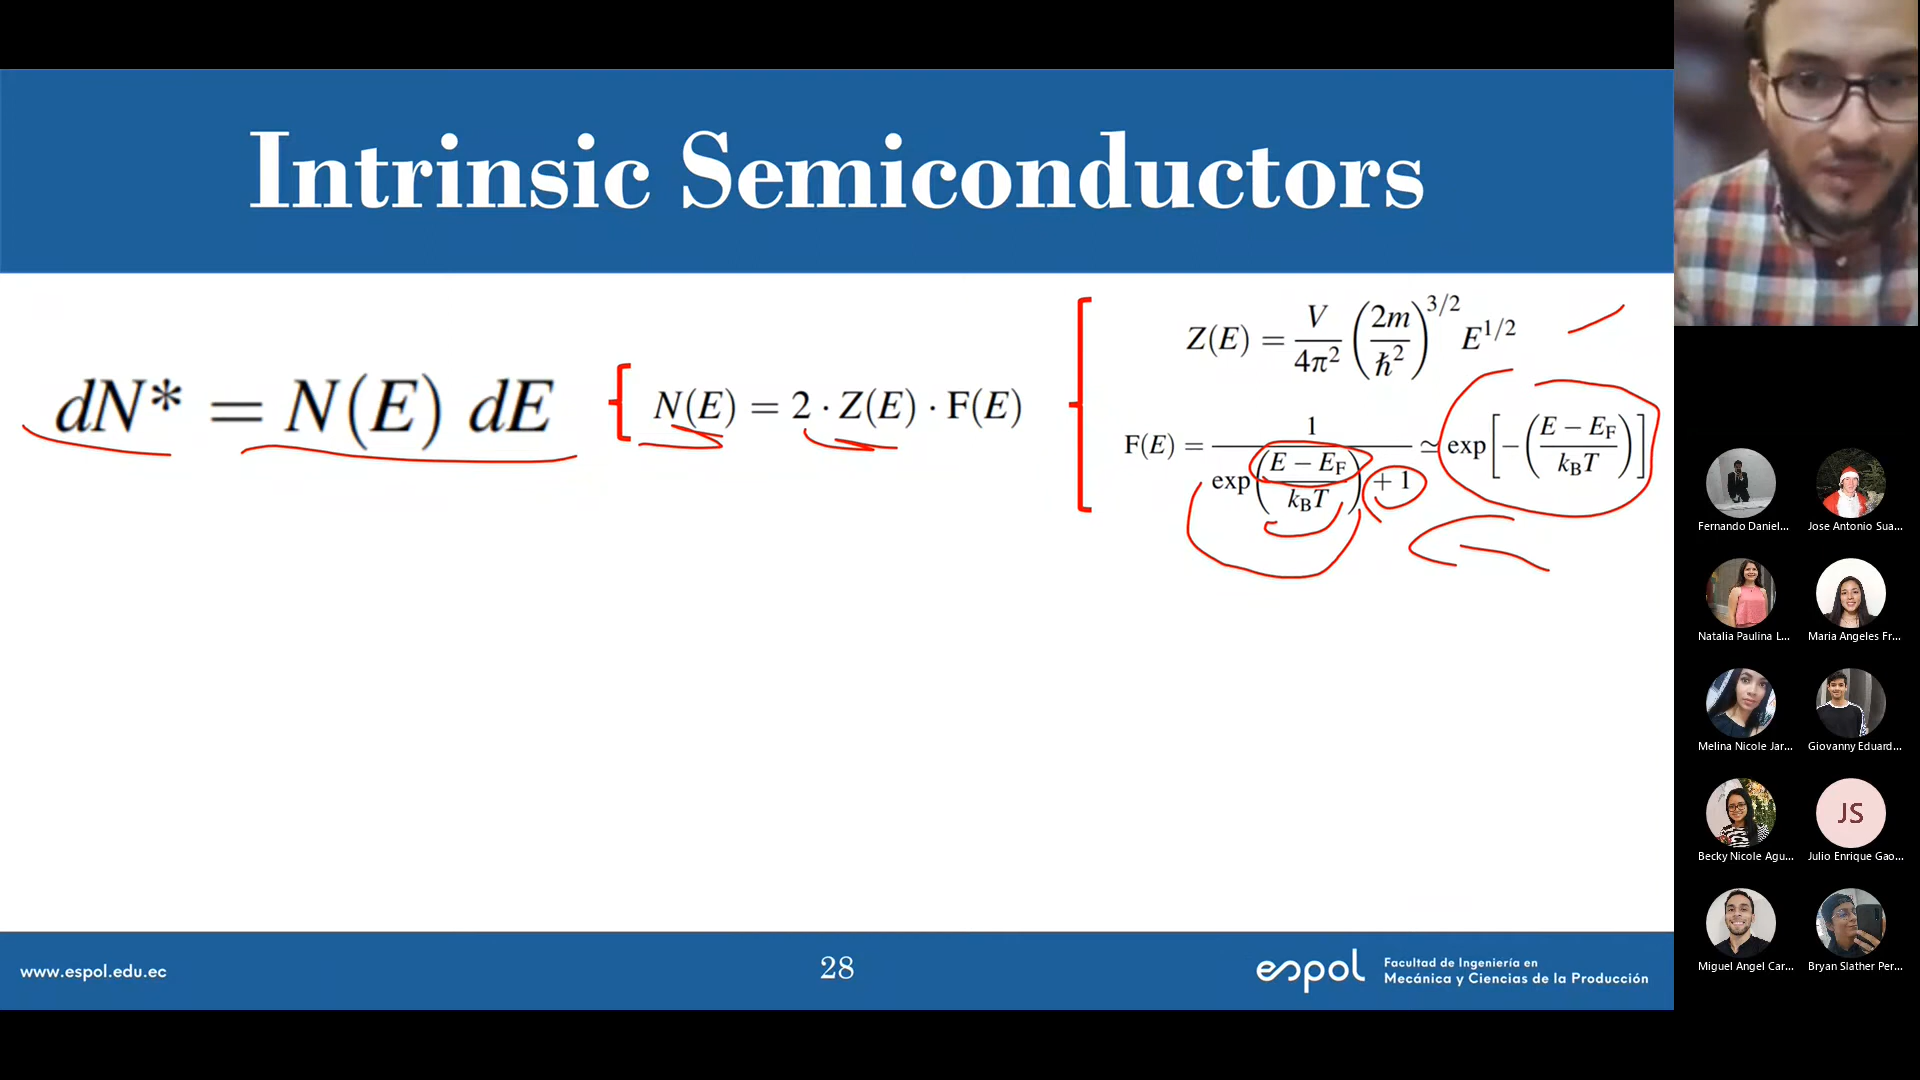 Intrinsic Semiconductors
dN* = N(E) dE
N(E) = 2 · Z(E) · F(E)
Z(E) = V/4π² (2m/ħ²)^3/2 E^1/2
F(E) = 1/exp((E − E_F)/k_BT) + 1 ≃ exp[−((E − E_F)/k_BT)]
www.espol.edu.ec
28
espol
Facultad de Ingeniería en
Mecánica y Ciencias de la Producción
Fernando Daniel...
Jose Antonio Sua...
Natalia Paulina L...
Maria Angeles Fr...
Melina Nicole Jar...
Giovanny Eduard...
Becky Nicole Agu...
JS
Julio Enrique Gao...
Miguel Angel Car...
Bryan Slather Per...